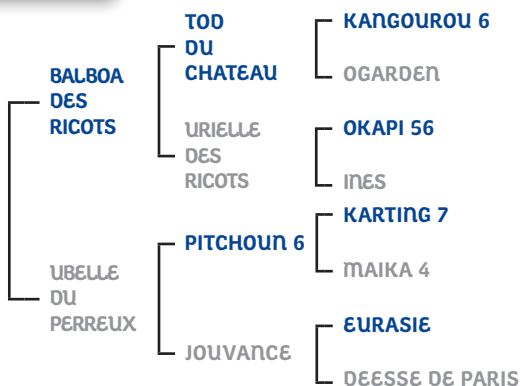 BALBOA
DES
RICOTS
UBELLE
DU
PERREUX
TOD
DU
CHATEAU
URIELLE
DES
RICOTS
PITCHOUN 6
JOUVANCE
KANGOUROU 6
OGARDEN
OKAPI 56
INES
KARTING 7
MAIKA 4
EURASIE
DEESSE DE PARIS